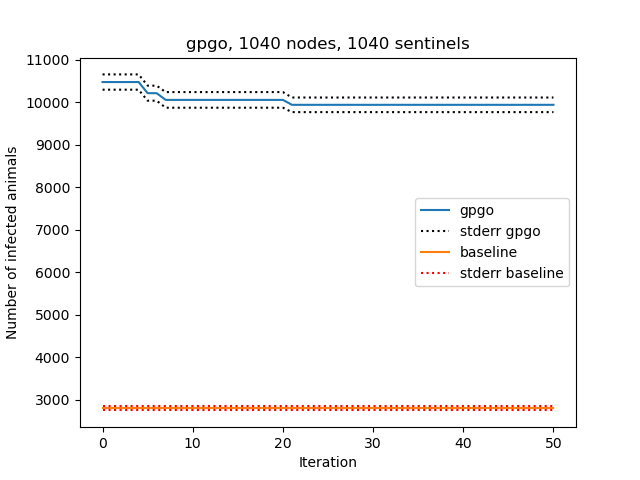 gpgo, 1040 nodes, 1040 sentinels
11000
10000
9000
8000
7000
6000
5000
4000
3000
Number of infected animals
gpgo
stderr gpgo
baseline
stderr baseline
0 10 20 30 40 50
Iteration